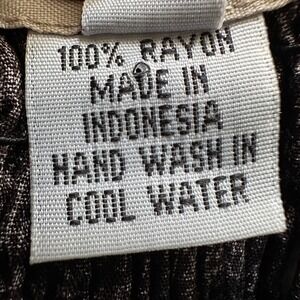 100% RAYON
MADE IN
INDONESIA
HAND WASH IN
COOL WATER